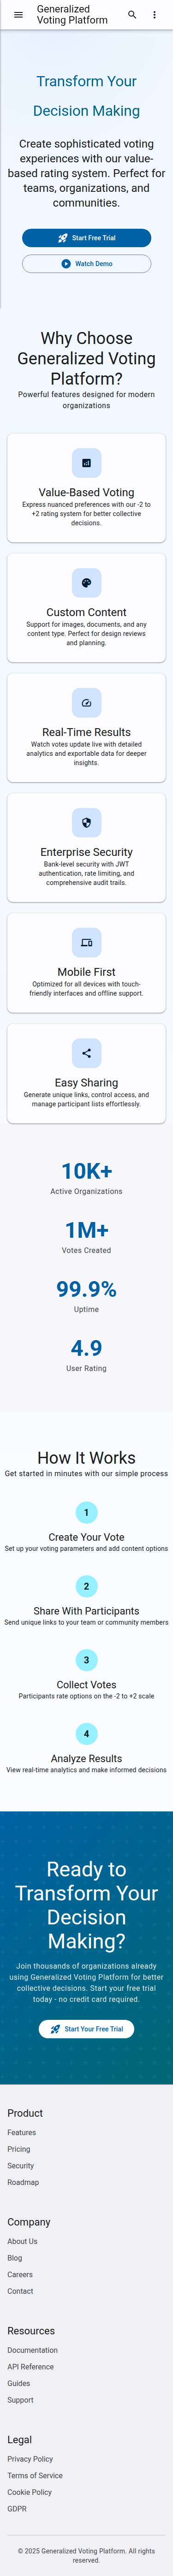 Generalized
Voting Platform
Transform Your
Decision Making
Create sophisticated voting
experiences with our value-
based rating system. Perfect for
teams, organizations, and
communities.
Start Free Trial
Watch Demo
Why Choose
Generalized Voting
Platform?
Powerful features designed for modern
organizations
Value-Based Voting
Express nuanced preferences with our -2 to
+2 rating system for better collective
decisions.
Custom Content
Support for images, documents, and any
content type. Perfect for design reviews
and planning.
Real-Time Results
Watch votes update live with detailed
analytics and exportable data for deeper
insights.
Enterprise Security
Bank-level security with JWT
authentication, rate limiting, and
comprehensive audit trails.
Mobile First
Optimized for all devices with touch-
friendly interfaces and offline support.
Easy Sharing
Generate unique links, control access, and
manage participant lists effortlessly.
10K+
Active Organizations
1M+
Votes Created
99.9%
Uptime
4.9
User Rating
How It Works
Get started in minutes with our simple process
1
Create Your Vote
Set up your voting parameters and add content options
2
Share With Participants
Send unique links to your team or community members
3
Collect Votes
Participants rate options on the -2 to +2 scale
4
Analyze Results
View real-time analytics and make informed decisions
Ready to
Transform Your
Decision
Making?
Join thousands of organizations already
using Generalized Voting Platform for better
collective decisions. Start your free trial
today - no credit card required.
Start Your Free Trial
Product
Features
Pricing
Security
Roadmap
Company
About Us
Blog
Careers
Contact
Resources
Documentation
API Reference
Guides
Support
Legal
Privacy Policy
Terms of Service
Cookie Policy
GDPR
© 2025 Generalized Voting Platform. All rights
reserved.